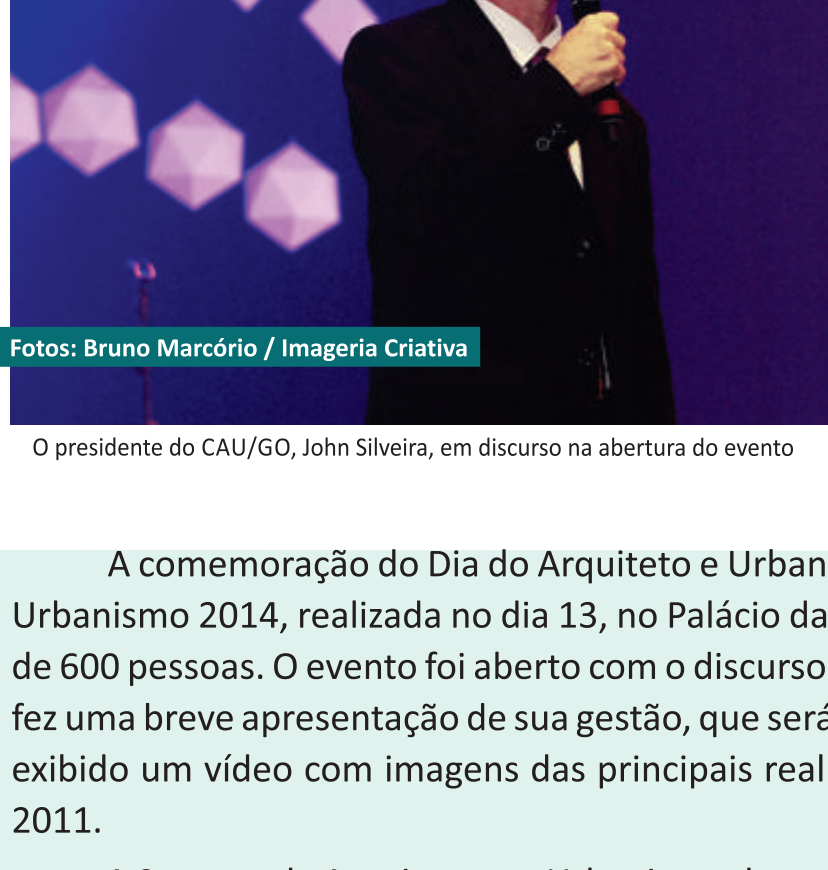 Fotos: Bruno Marcório / Imageria Criativa
O presidente do CAU/GO, John Silveira, em discurso na abertura do evento
A comemoração do Dia do Arquiteto e Urban
Urbanismo 2014, realizada no dia 13, no Palácio da
de 600 pessoas. O evento foi aberto com o discurso
fez uma breve apresentação de sua gestão, que será
exibido um vídeo com imagens das principais real
2011.